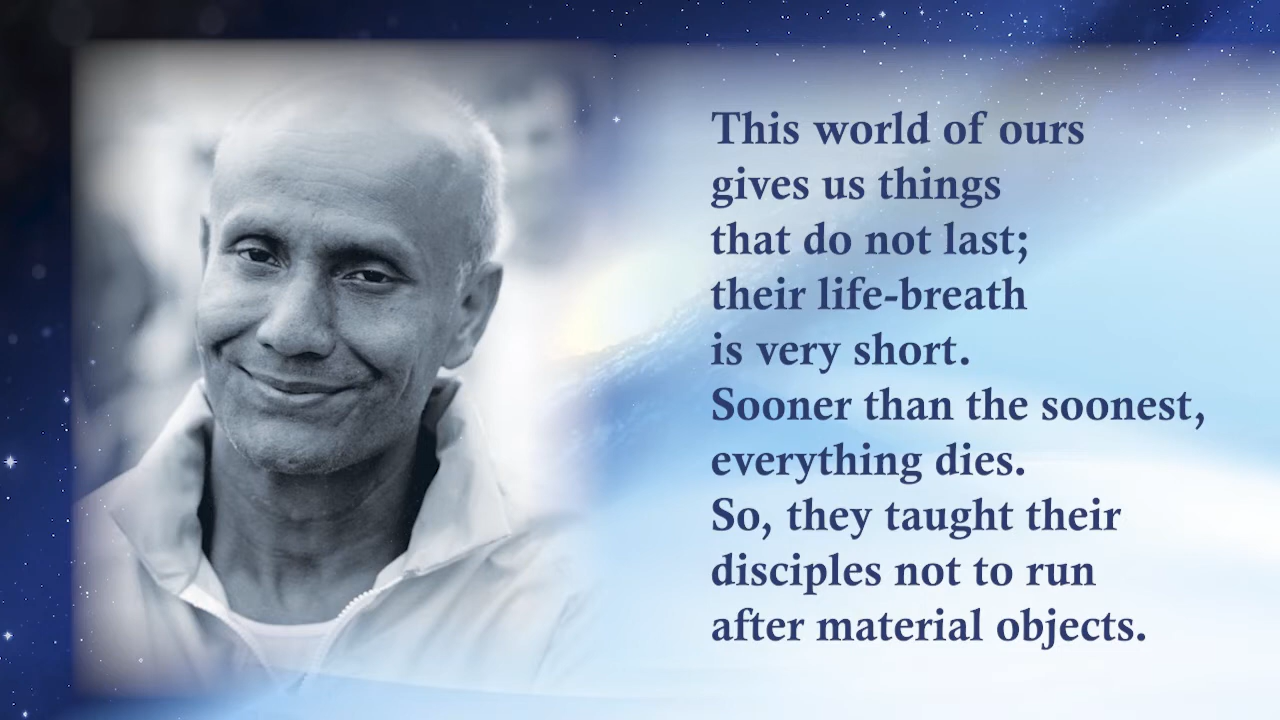 This world of ours
gives us things
that do not last;
their life-breath
is very short.
Sooner than the soonest,
everything dies.
So, they taught their
disciples not to run
after material objects.